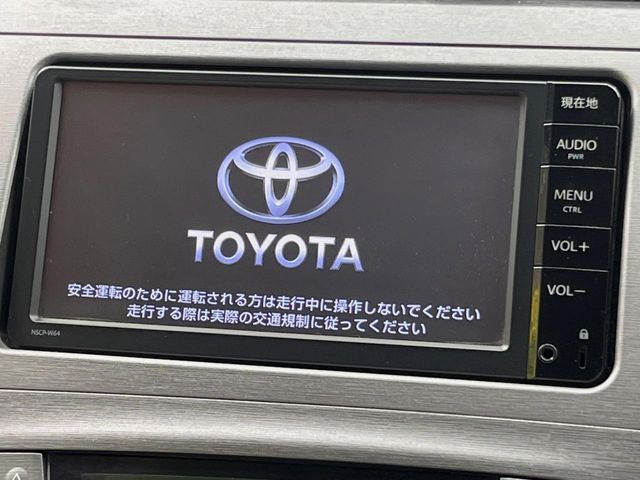 現在地
AUDIO
PWR
MENU
CTRL
VOL+
VOL−
TOYOTA
安全運転のために運転される方は走行中に操作しないでください
走行する際は実際の交通規制に従ってください
NSCP-W64